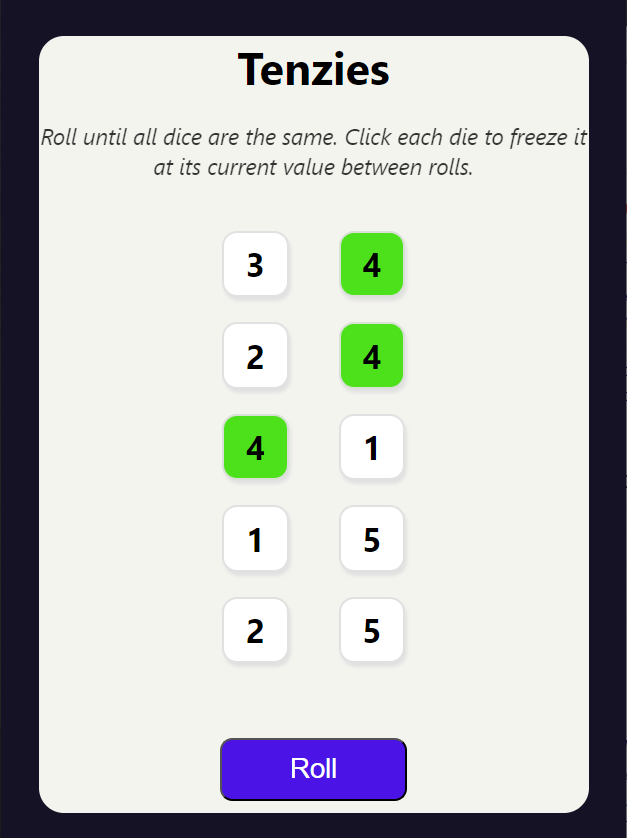 Tenzies
Roll until all dice are the same. Click each die to freeze it
at its current value between rolls.
3 4
2 4
4 1
1 5
2 5
Roll